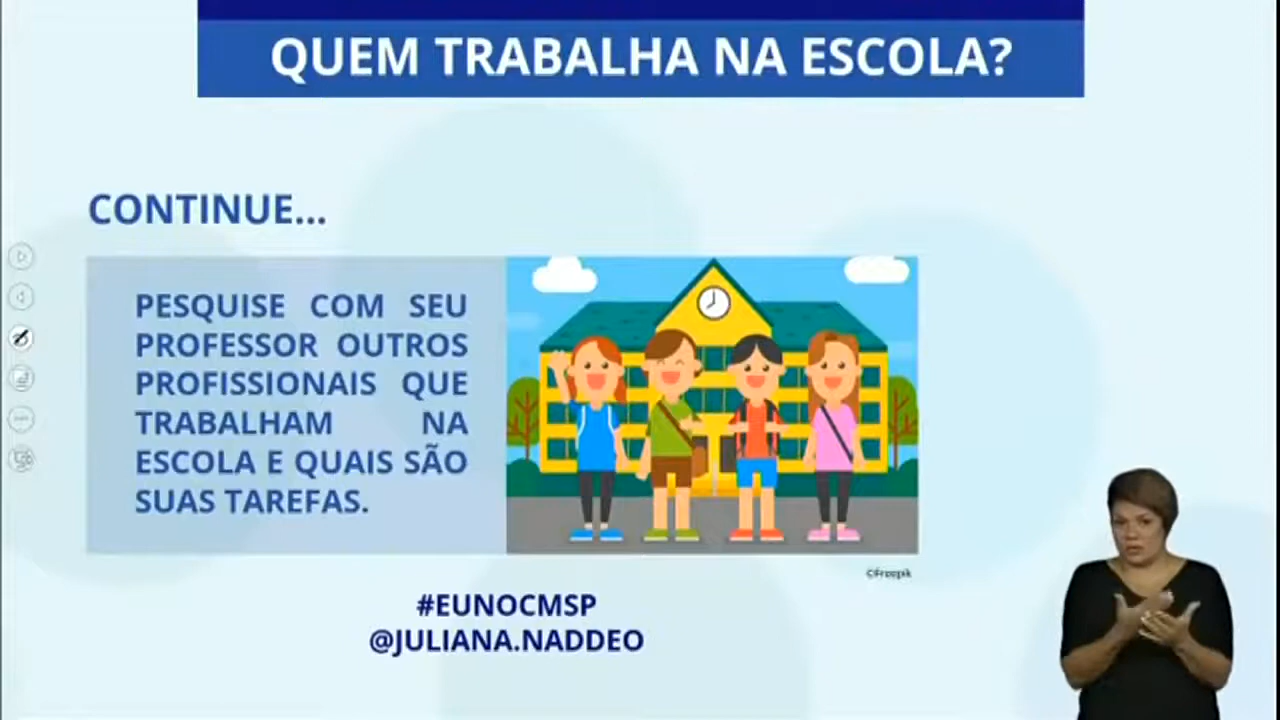 QUEM TRABALHA NA ESCOLA?
CONTINUE...
PESQUISE COM SEU
PROFESSOR OUTROS
PROFISSIONAIS QUE
TRABALHAM NA
ESCOLA E QUAIS SÃO
SUAS TAREFAS.
©Freepik
#EUNOCMSP
@JULIANA.NADDEO